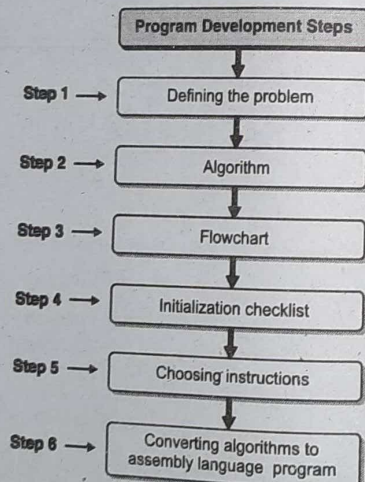 Program Development Steps
Step 1 → Defining the problem
Step 2 → Algorithm
Step 3 → Flowchart
Step 4 → Initialization checklist
Step 5 → Choosing instructions
Step 6 → Converting algorithms to
assembly language program